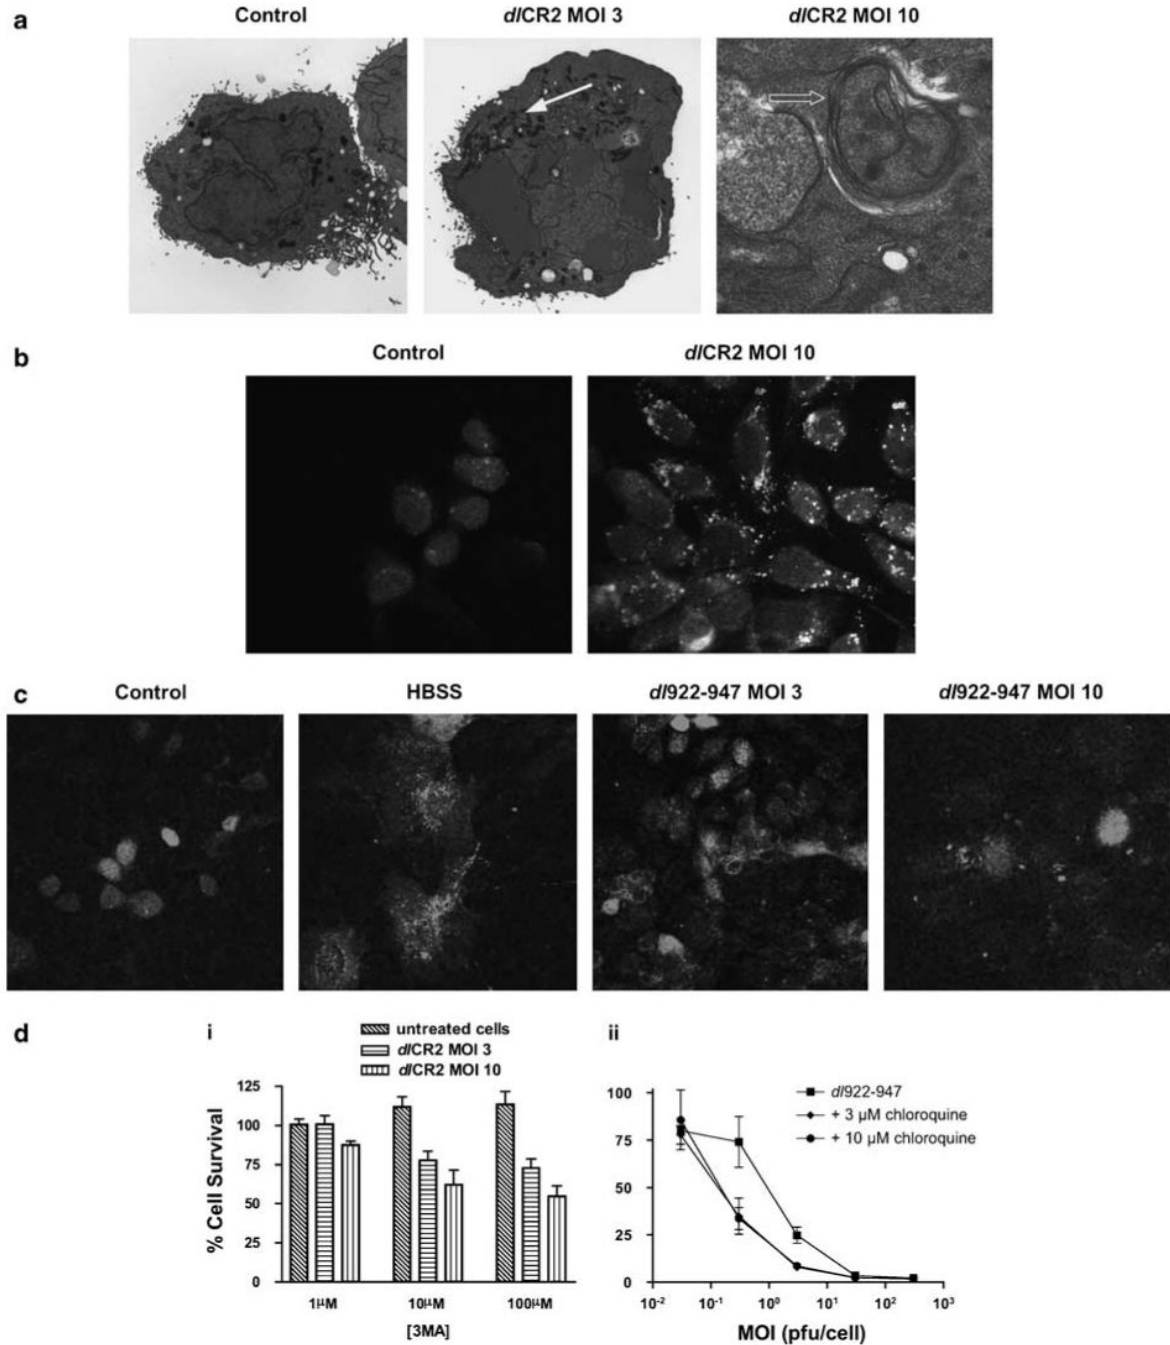 a
Control
dlCR2 MOI 3
dlCR2 MOI 10
b
Control
dlCR2 MOI 10
c
Control
HBSS
dl922-947 MOI 3
dl922-947 MOI 10
d
i
untreated cells
dlCR2 MOI 3
dlCR2 MOI 10
% Cell Survival
125
100
75
50
25
0
1μM
10μM
100μM
[3MA]
ii
dl922-947
+ 3 μM chloroquine
+ 10 μM chloroquine
100
75
50
25
0
10-2
10-1
100
101
102
103
MOI (pfu/cell)